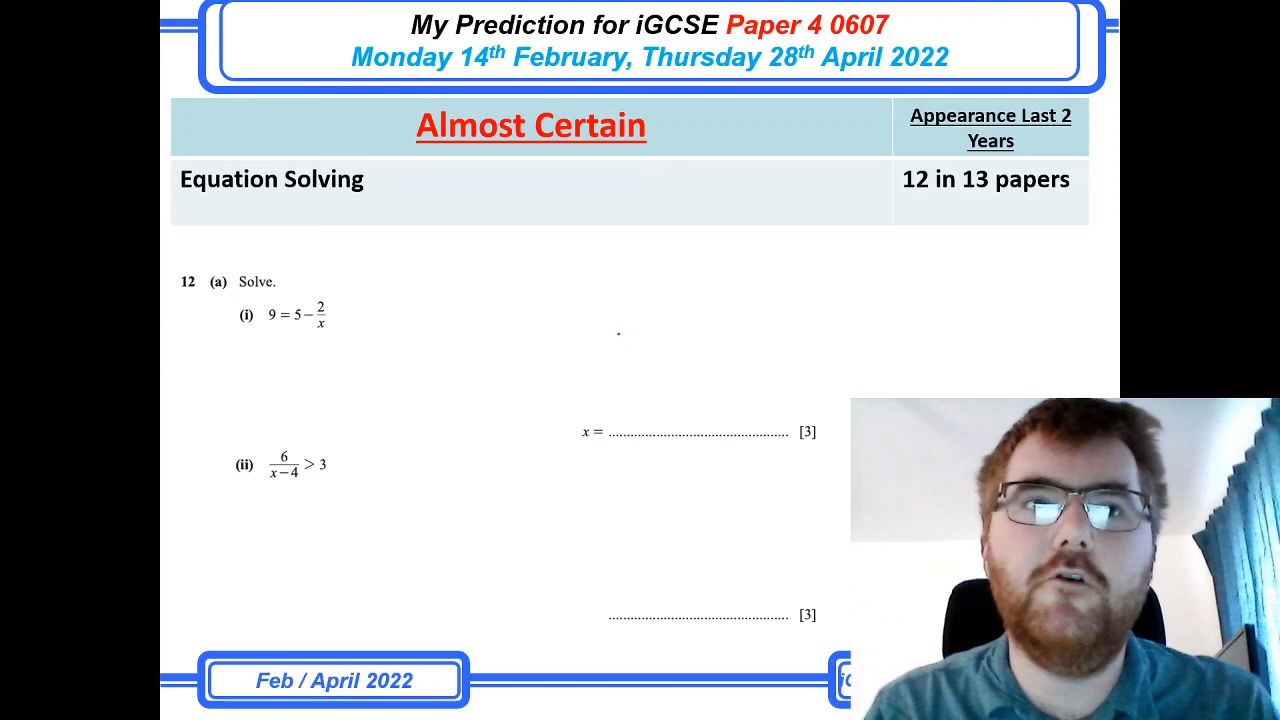 My Prediction for iGCSE Paper 4 0607
Monday 14th February, Thursday 28th April 2022
Almost Certain
Appearance Last 2
Years
Equation Solving
12 in 13 papers
12 (a) Solve.
(i) 9 = 5 − 2/x
x = ................................................. [3]
(ii) 6/(x − 4) > 3
................................................. [3]
Feb / April 2022